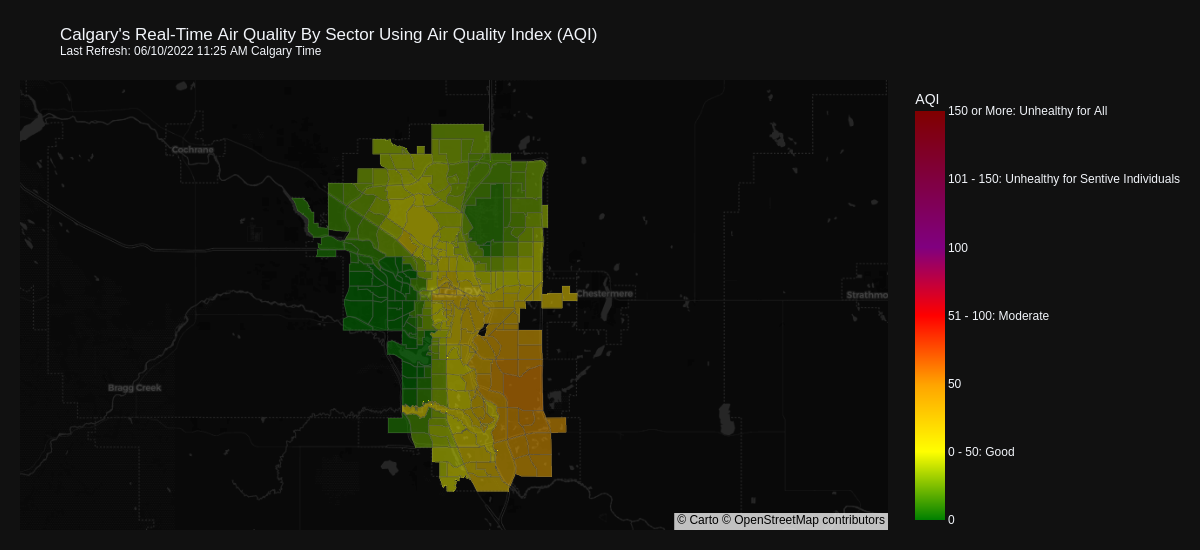 Calgary's Real-Time Air Quality By Sector Using Air Quality Index (AQI)
Last Refresh: 06/10/2022 11:25 AM Calgary Time
AQI
150 or More: Unhealthy for All
Cochrane
101 - 150: Unhealthy for Sentive Individuals
100
Chestermere
Strathmo
51 - 100: Moderate
50
Bragg Creek
0 - 50: Good
0
© Carto © OpenStreetMap contributors